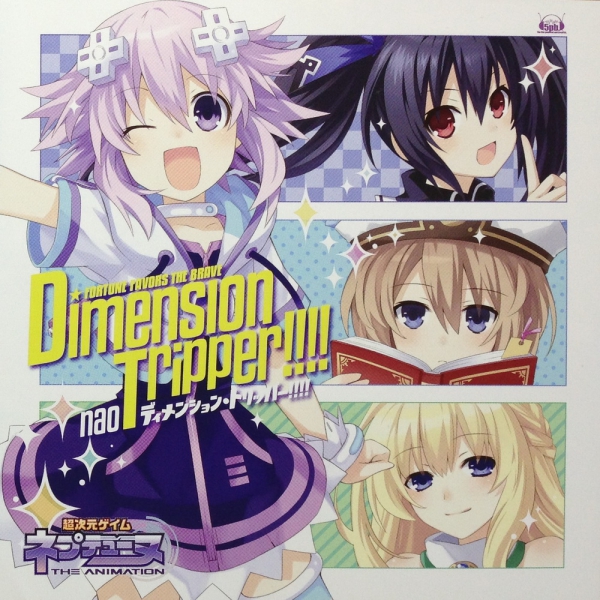 5pb.
FORTUNE FAVORS THE BRAVE
Dimension
Tripper!!!!
nao
ディメンション・トリッパー!!!!
超次元ゲイム
ネプテューヌ
THE ANIMATION